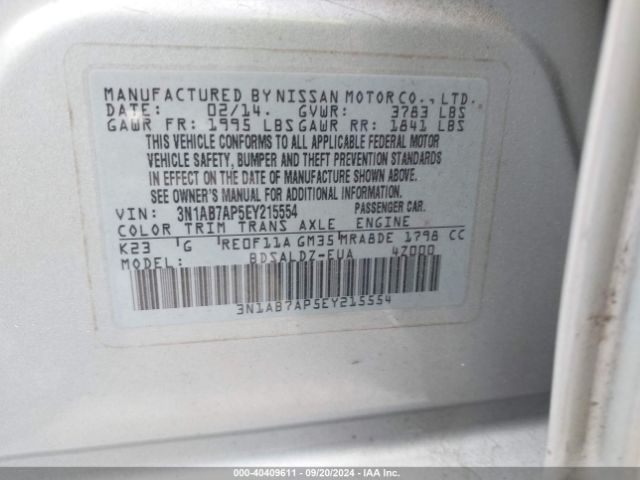 MANUFACTURED BY NISSAN MOTOR CO., LTD.
DATE: 02/14. GVWR: 3783 LBS
GAWR FR: 1995 LBS GAWR RR: 1841 LBS
THIS VEHICLE CONFORMS TO ALL APPLICABLE FEDERAL MOTOR
VEHICLE SAFETY, BUMPER AND THEFT PREVENTION STANDARDS
IN EFFECT ON THE DATE OF MANUFACTURE SHOWN ABOVE.
SEE OWNER'S MANUAL FOR ADDITIONAL INFORMATION.
VIN: 3N1AB7AP5EY215554 PASSENGER CAR.
COLOR TRIM TRANS AXLE ENGINE
K23 G RE0F11A GM35 MRA8DE 1798 CC
MODEL: BDSALDZ-EUA 4Z000
3N1AB7AP5EY215554
000-40409611 - 09/20/2024 - IAA Inc.